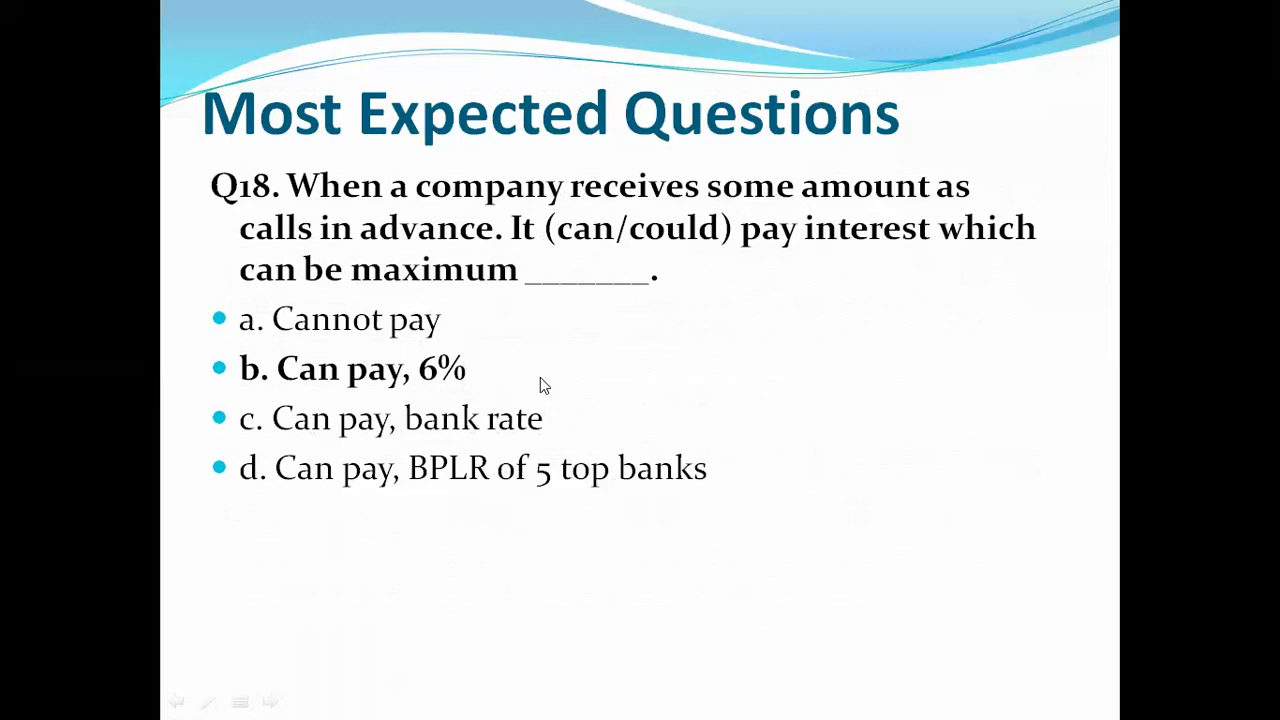 Most Expected Questions
Q18. When a company receives some amount as
calls in advance. It (can/could) pay interest which
can be maximum _______.
a. Cannot pay
b. Can pay, 6%
c. Can pay, bank rate
d. Can pay, BPLR of 5 top banks